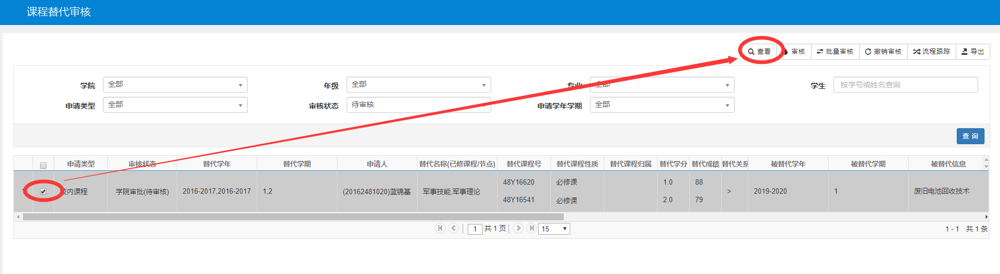 课程替代审核
查看 审核 批量审核 撤销审核 流程跟踪 导出
学院 全部 年级 全部 专业 全部 学生 按学号或姓名查询
申请类型 全部 审核状态 待审核 申请学年学期 全部
查 询
申请类型 审核状态 替代学年 替代学期 申请人 替代名称(已修课程/节点) 替代课程号 替代课程性质 替代课程归属 替代学分 替代成绩 替代关系 被替代学年 被替代学期 被替代信息
48Y16620 必修课 1.0 88
1 校内课程 学院审批(待审核) 2016-2017,2016-2017 1,2 (20162481020)蓝锦基 军事技能,军事理论 > 2019-2020 1 废旧电池回收技术
48Y16541 必修课 2.0 79
1 共 1 页 15 1 - 1 共 1 条